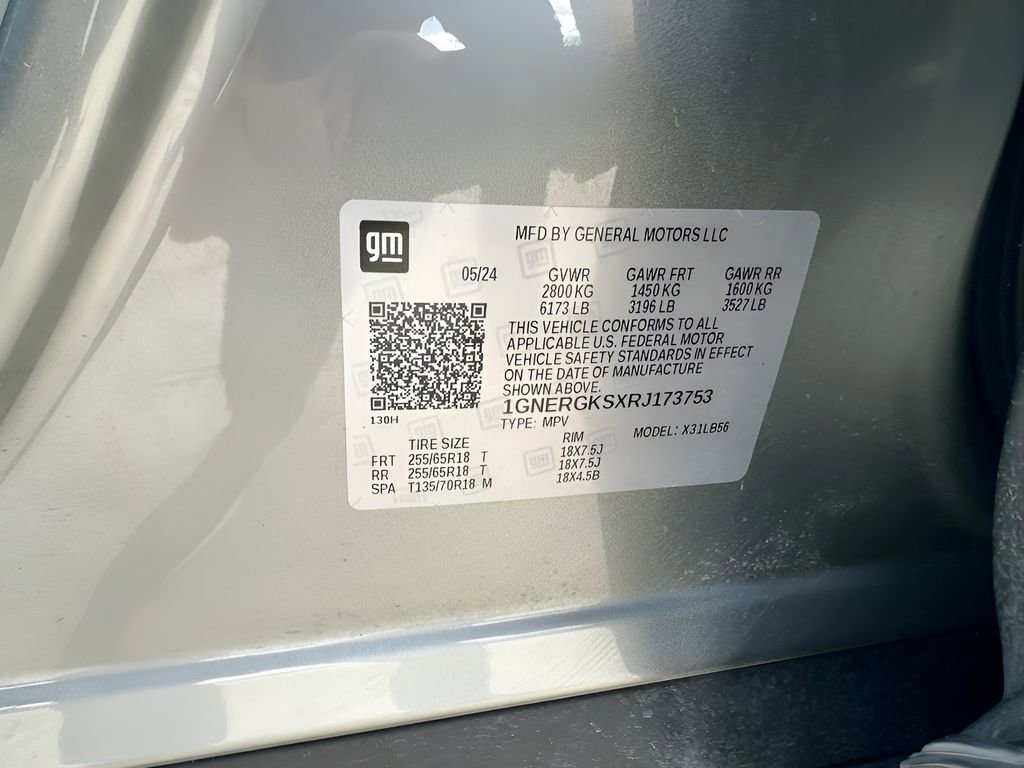 gm
MFD BY GENERAL MOTORS LLC
05/24 GVWR GAWR FRT GAWR RR
2800 KG 1450 KG 1600 KG
6173 LB 3196 LB 3527 LB
THIS VEHICLE CONFORMS TO ALL
APPLICABLE U.S. FEDERAL MOTOR
VEHICLE SAFETY STANDARDS IN EFFECT
ON THE DATE OF MANUFACTURE
SHOWN ABOVE.
1GNERGKSXRJ173753
130H
TYPE: MPV MODEL: X31LB56
TIRE SIZE RIM
FRT 255/65R18 T 18X7.5J
RR 255/65R18 T 18X7.5J
SPA T135/70R18 M 18X4.5B